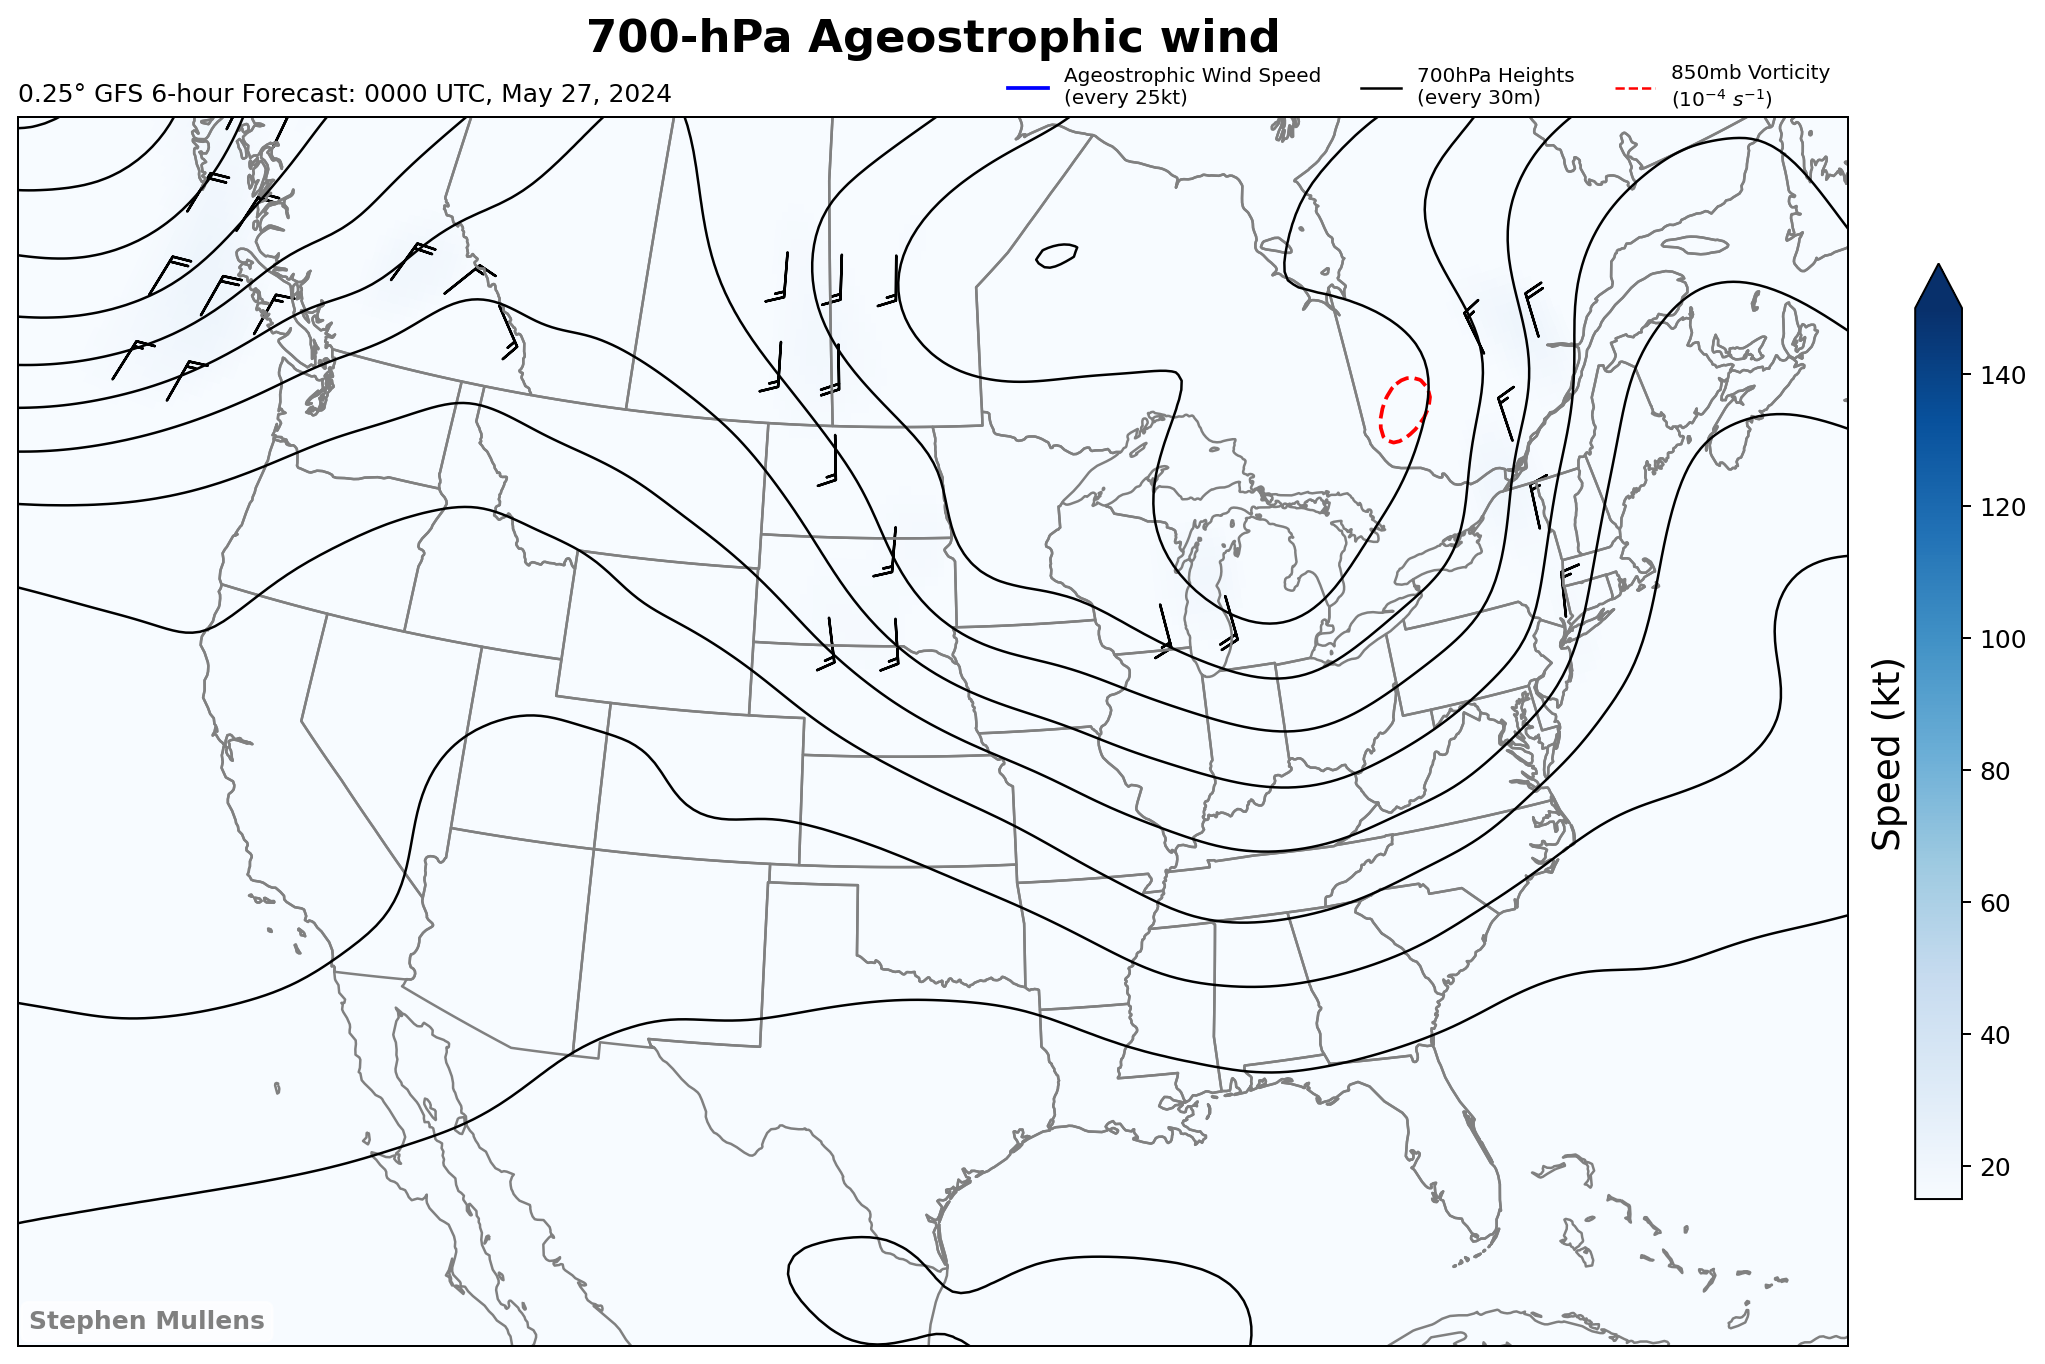 700-hPa Ageostrophic wind
0.25° GFS 6-hour Forecast: 0000 UTC, May 27, 2024
Ageostrophic Wind Speed
(every 25kt)
700hPa Heights
(every 30m)
850mb Vorticity
(10⁻⁴ s⁻¹)
140
120
100
80
60
40
20
Speed (kt)
Stephen Mullens